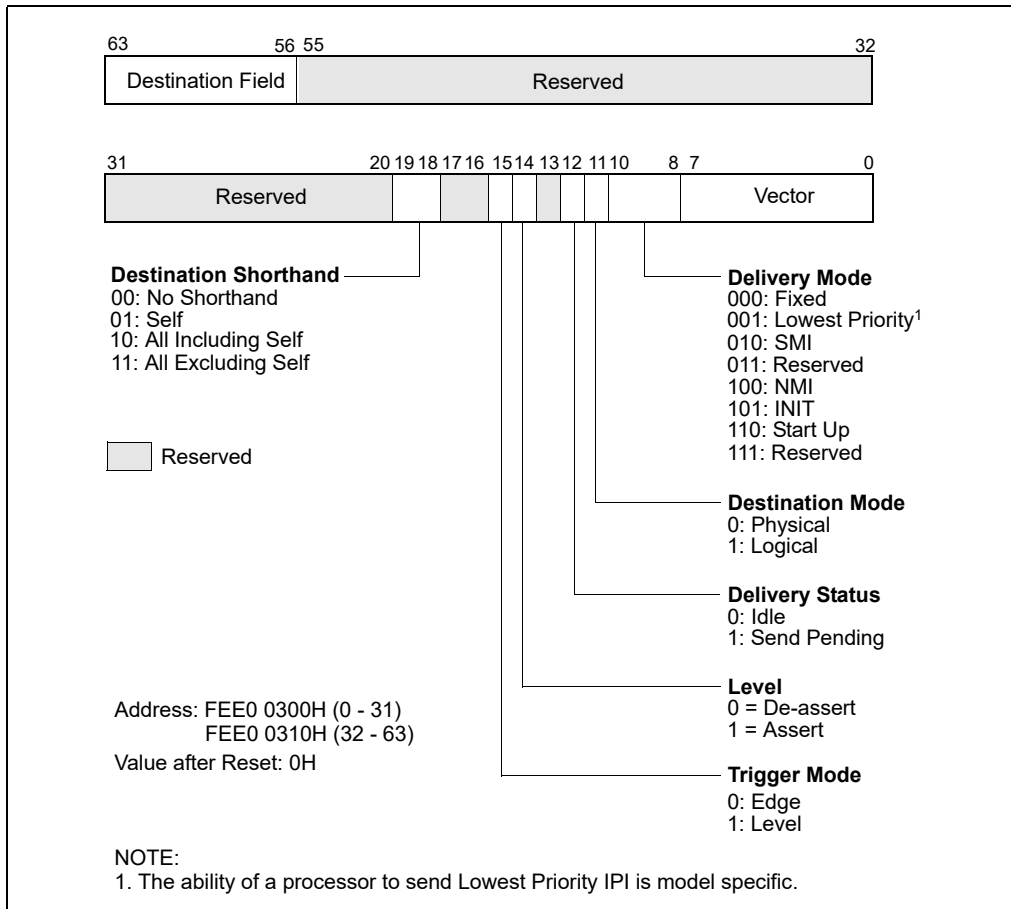 63 56 55 32
Destination Field Reserved
31 20 19 18 17 16 15 14 13 12 11 10 8 7 0
Reserved Vector
Destination Shorthand
00: No Shorthand
01: Self
10: All Including Self
11: All Excluding Self
Reserved
Delivery Mode
000: Fixed
001: Lowest Priority¹
010: SMI
011: Reserved
100: NMI
101: INIT
110: Start Up
111: Reserved
Destination Mode
0: Physical
1: Logical
Delivery Status
0: Idle
1: Send Pending
Level
0 = De-assert
1 = Assert
Trigger Mode
0: Edge
1: Level
Address: FEE0 0300H (0 - 31)
FEE0 0310H (32 - 63)
Value after Reset: 0H
NOTE:
1. The ability of a processor to send Lowest Priority IPI is model specific.